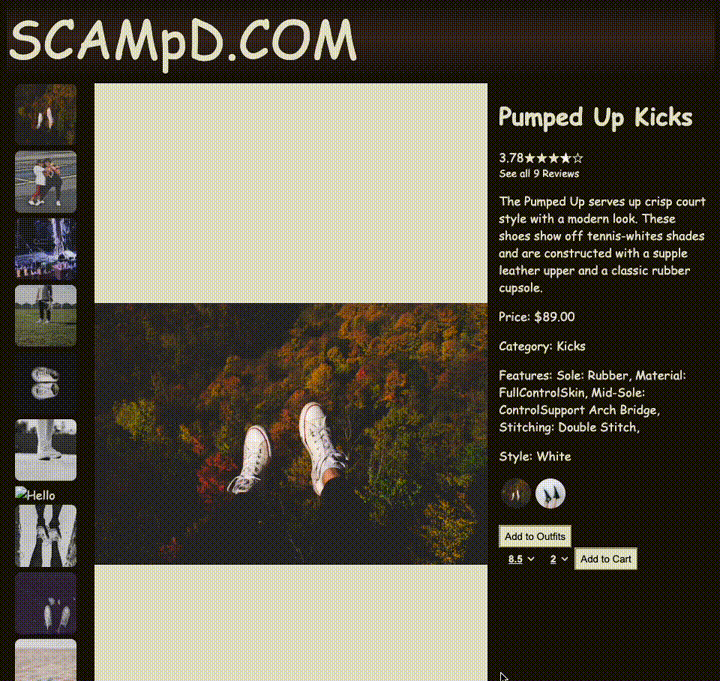 SCAMpD.COM
Pumped Up Kicks
3.78★★★★☆
See all 9 Reviews
The Pumped Up serves up crisp court
style with a modern look. These
shoes show off tennis-whites shades
and are constructed with a supple
leather upper and a classic rubber
cupsole.
Price: $89.00
Category: Kicks
Features: Sole: Rubber, Material:
FullControlSkin, Mid-Sole:
ControlSupport Arch Bridge,
Stitching: Double Stitch,
Style: White
Hello
Add to Outfits
8.5 2 Add to Cart